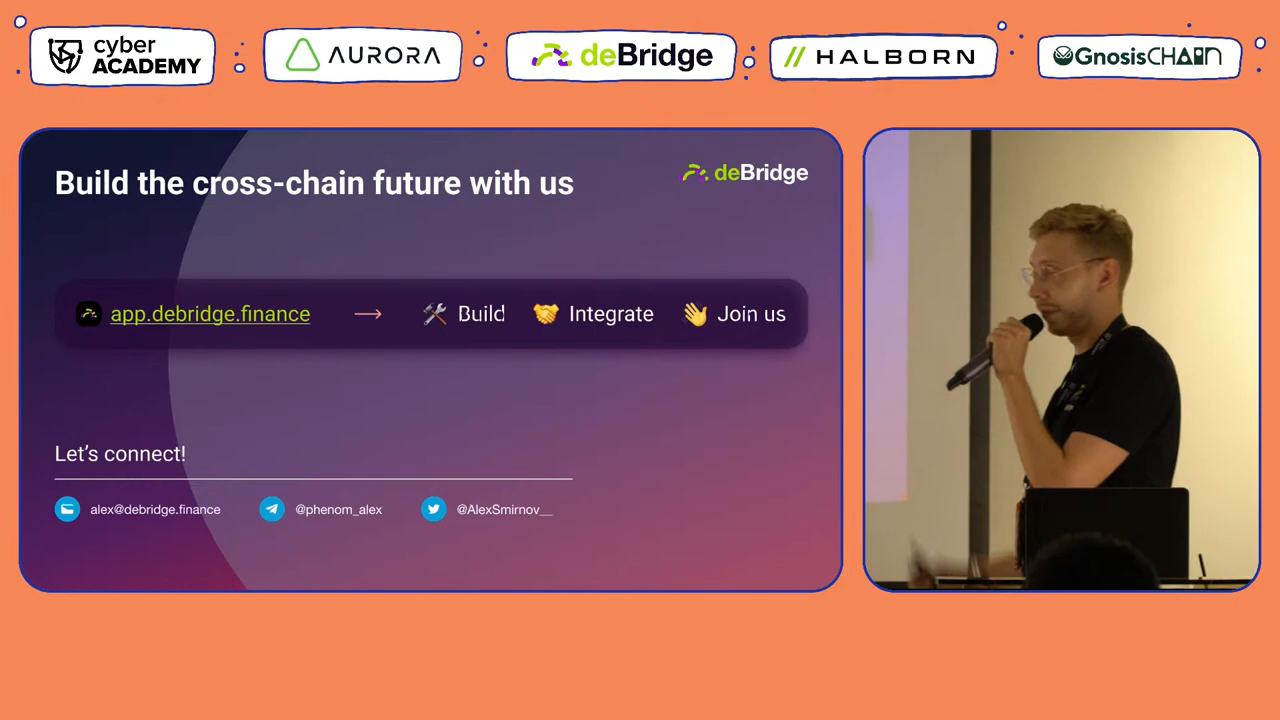 cyber
ACADEMY
AURORA
deBridge
HALBORN
GnosisCHAIN
Build the cross-chain future with us
deBridge
app.debridge.finance → Build Integrate Join us
Let's connect!
alex@debridge.finance @phenom_alex @AlexSmirnov__